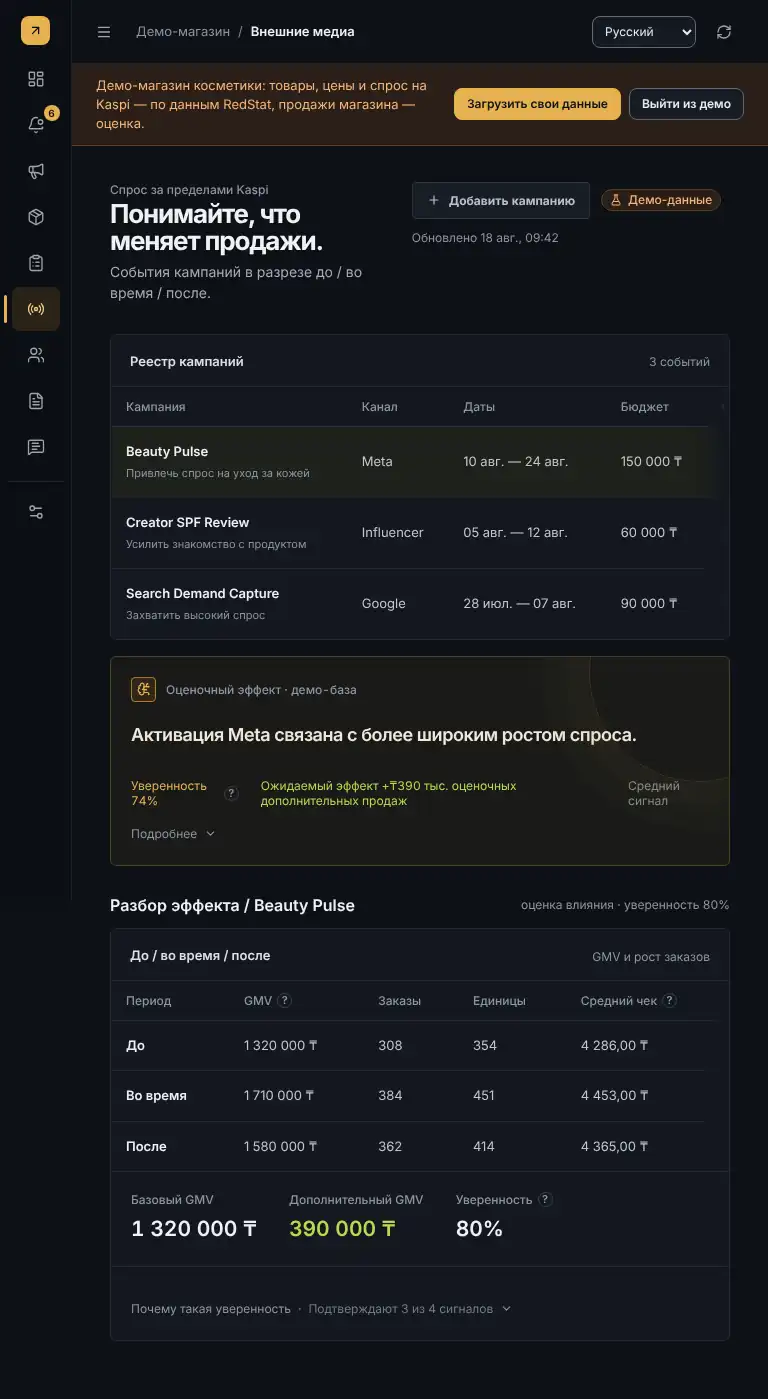 Демо-магазин / Внешние медиа
Русский
6
Демо-магазин косметики: товары, цены и спрос на
Kaspi — по данным RedStat, продажи магазина —
оценка.
Загрузить свои данные
Выйти из демо
Спрос за пределами Kaspi
Понимайте, что
меняет продажи.
События кампаний в разрезе до / во
время / после.
+ Добавить кампанию
Демо-данные
Обновлено 18 авг., 09:42
Реестр кампаний
3 событий
Кампания Канал Даты Бюджет
Beauty Pulse
Привлечь спрос на уход за кожей
Meta 10 авг. — 24 авг. 150 000 ₸
Creator SPF Review
Усилить знакомство с продуктом
Influencer 05 авг. — 12 авг. 60 000 ₸
Search Demand Capture
Захватить высокий спрос
Google 28 июл. — 07 авг. 90 000 ₸
Оценочный эффект · демо-база
Активация Meta связана с более широким ростом спроса.
Уверенность
74%
?
Ожидаемый эффект +₸390 тыс. оценочных
дополнительных продаж
Средний
сигнал
Подробнее
Разбор эффекта / Beauty Pulse
оценка влияния · уверенность 80%
До / во время / после
GMV и рост заказов
Период GMV ? Заказы Единицы Средний чек ?
До 1 320 000 ₸ 308 354 4 286,00 ₸
Во время 1 710 000 ₸ 384 451 4 453,00 ₸
После 1 580 000 ₸ 362 414 4 365,00 ₸
Базовый GMV Дополнительный GMV Уверенность ?
1 320 000 ₸ 390 000 ₸ 80%
Почему такая уверенность · Подтверждают 3 из 4 сигналов